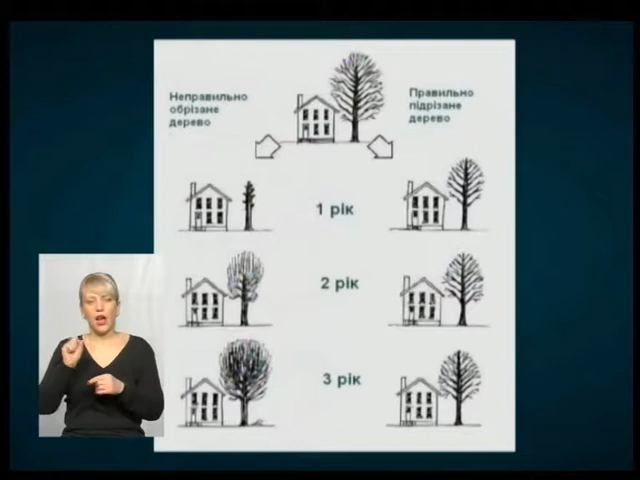 Неправильно
обрізане
дерево
Правильно
підрізане
дерево
1 рік
2 рік
3 рік